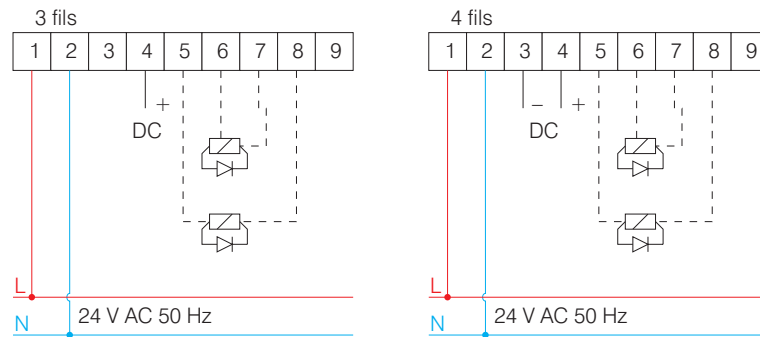 3 fils
1 2 3 4 5 6 7 8 9
+
DC
L
24 V AC 50 Hz
N
4 fils
1 2 3 4 5 6 7 8 9
- +
DC
L
24 V AC 50 Hz
N